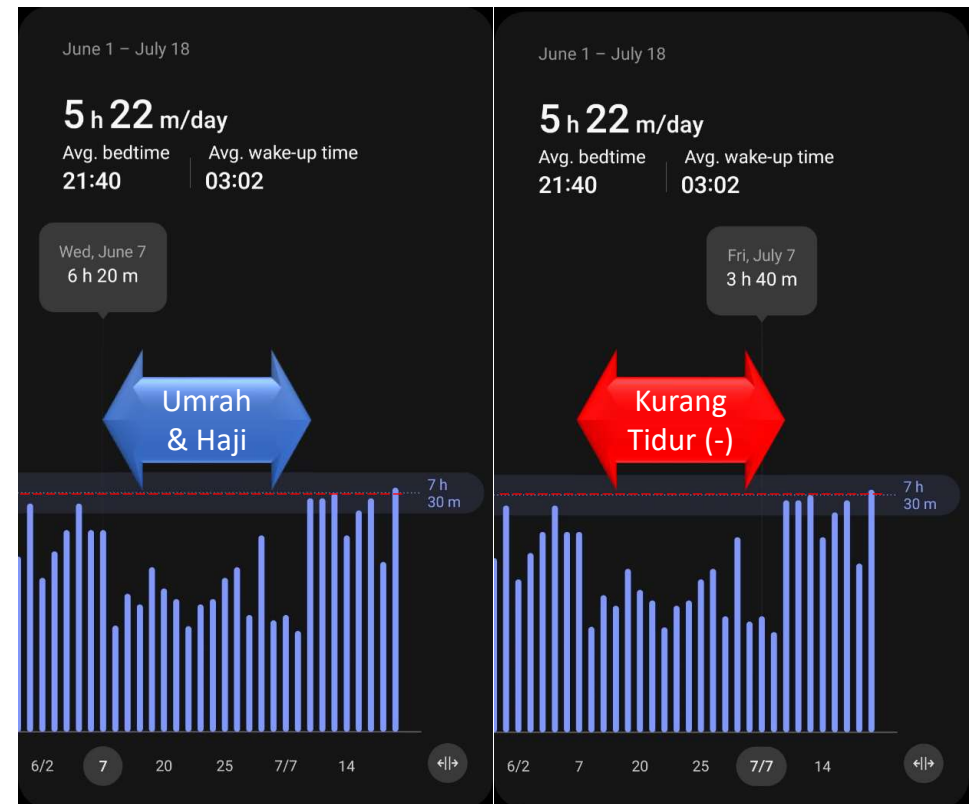 June 1 – July 18
5 h 22 m/day
Avg. bedtime Avg. wake-up time
21:40 03:02
Wed, June 7
6 h 20 m
Umrah
& Haji
7 h
30 m
6/2 7 20 25 7/7 14
June 1 – July 18
5 h 22 m/day
Avg. bedtime Avg. wake-up time
21:40 03:02
Fri, July 7
3 h 40 m
Kurang
Tidur (-)
7 h
30 m
6/2 7 20 25 7/7 14